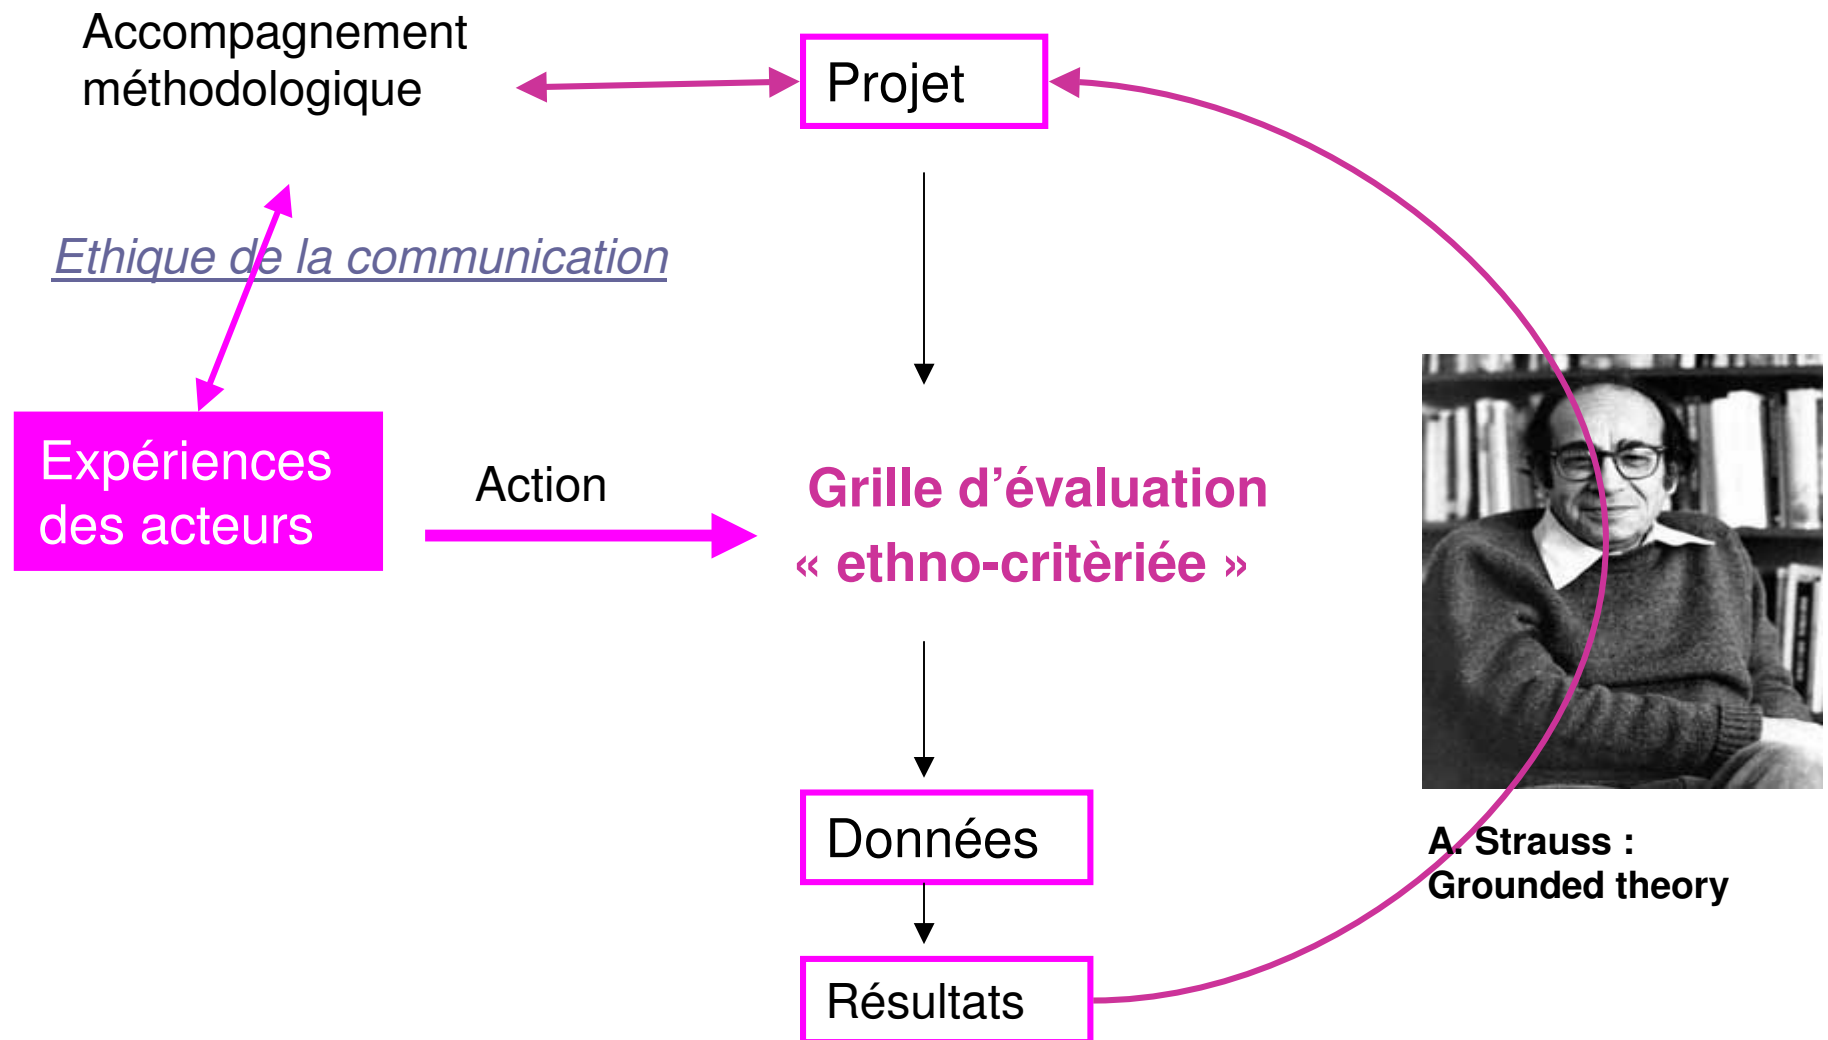 Accompagnement
méthodologique
Projet
Ethique de la communication
Expériences
des acteurs
Action
Grille d’évaluation
« ethno-critèriée »
Données
A. Strauss :
Grounded theory
Résultats